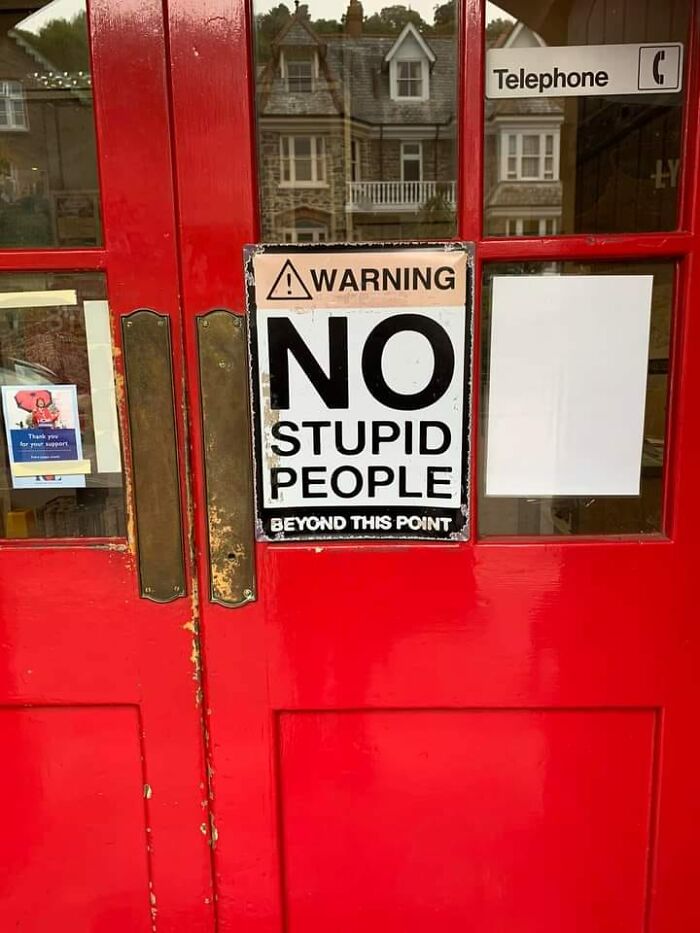 Telephone
WARNING
NO
STUPID
PEOPLE
BEYOND THIS POINT
Thank you
for your support